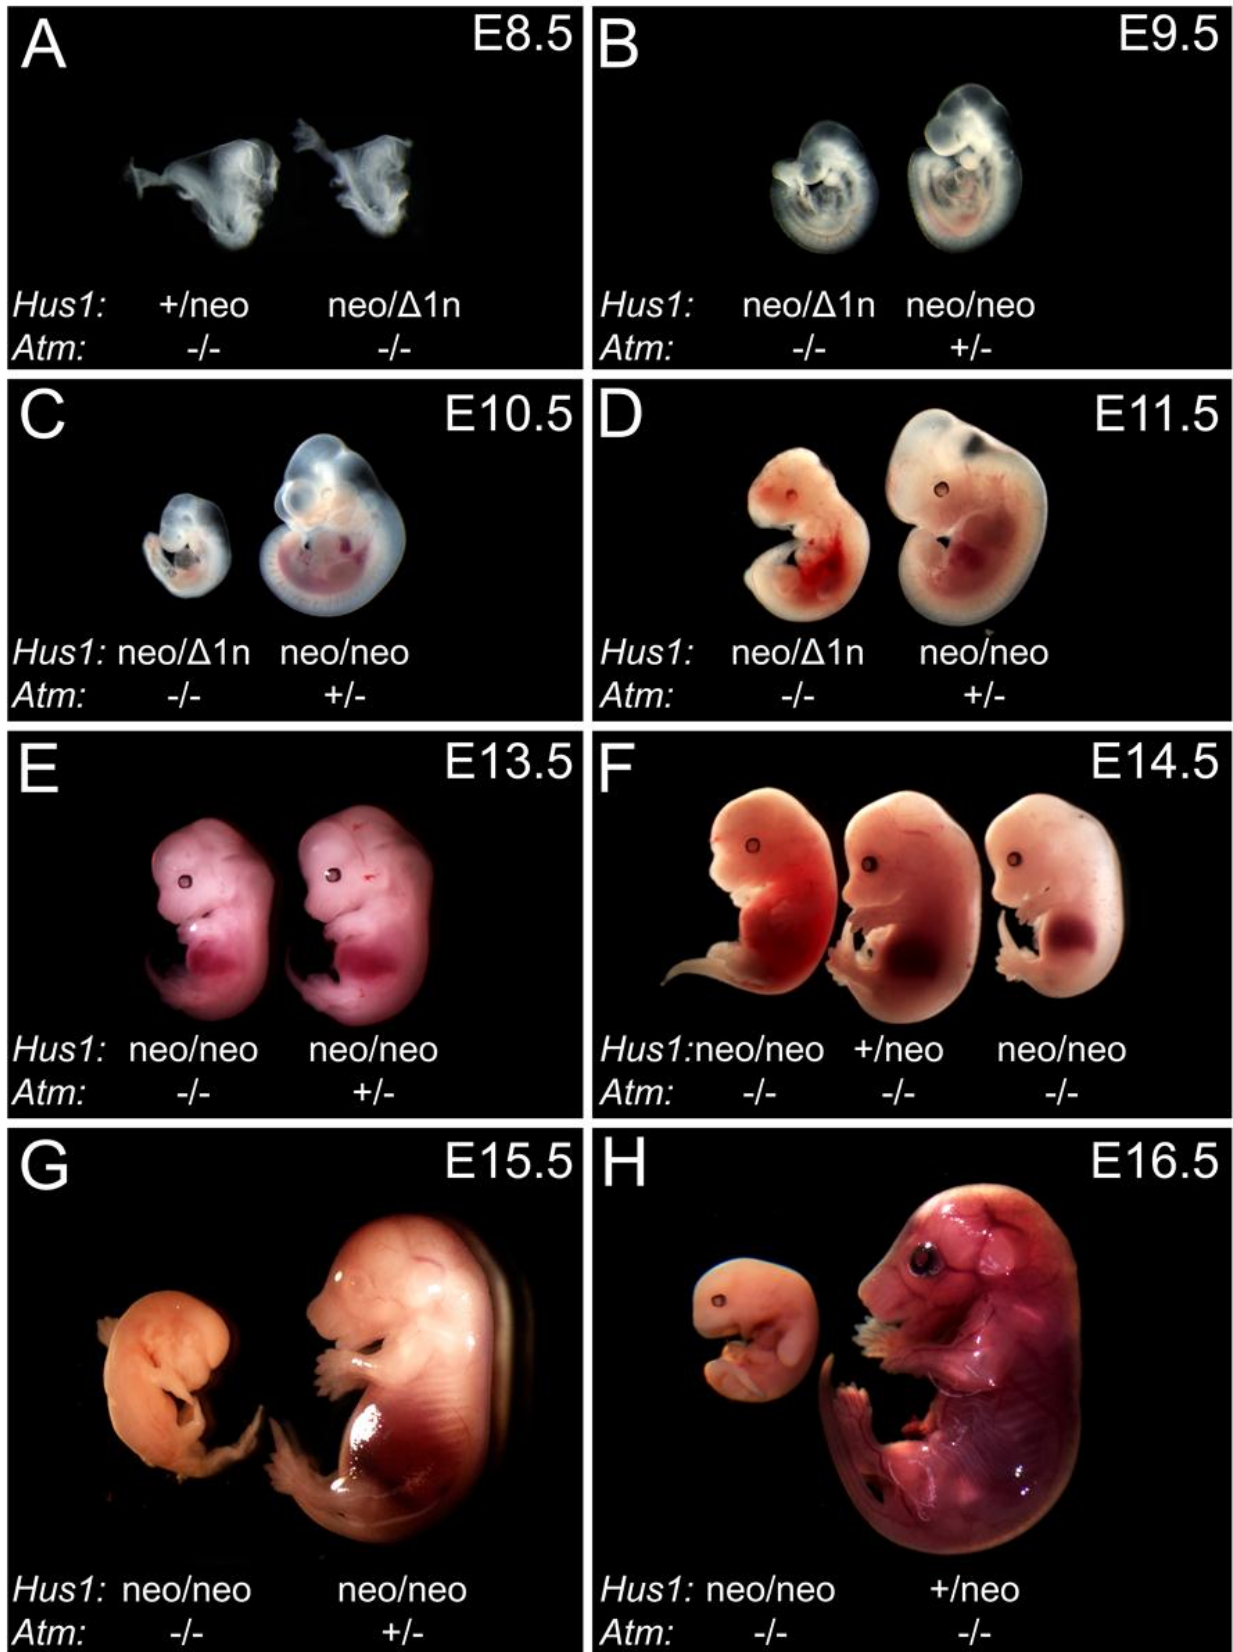 A E8.5
Hus1: +/neo neo/Δ1n
Atm: -/- -/-
B E9.5
Hus1: neo/Δ1n neo/neo
Atm: -/- +/-
C E10.5
Hus1: neo/Δ1n neo/neo
Atm: -/- +/-
D E11.5
Hus1: neo/Δ1n neo/neo
Atm: -/- +/-
E E13.5
Hus1: neo/neo neo/neo
Atm: -/- +/-
F E14.5
Hus1:neo/neo +/neo neo/neo
Atm: -/- -/- -/-
G E15.5
Hus1: neo/neo neo/neo
Atm: -/- +/-
H E16.5
Hus1: neo/neo +/neo
Atm: -/- -/-